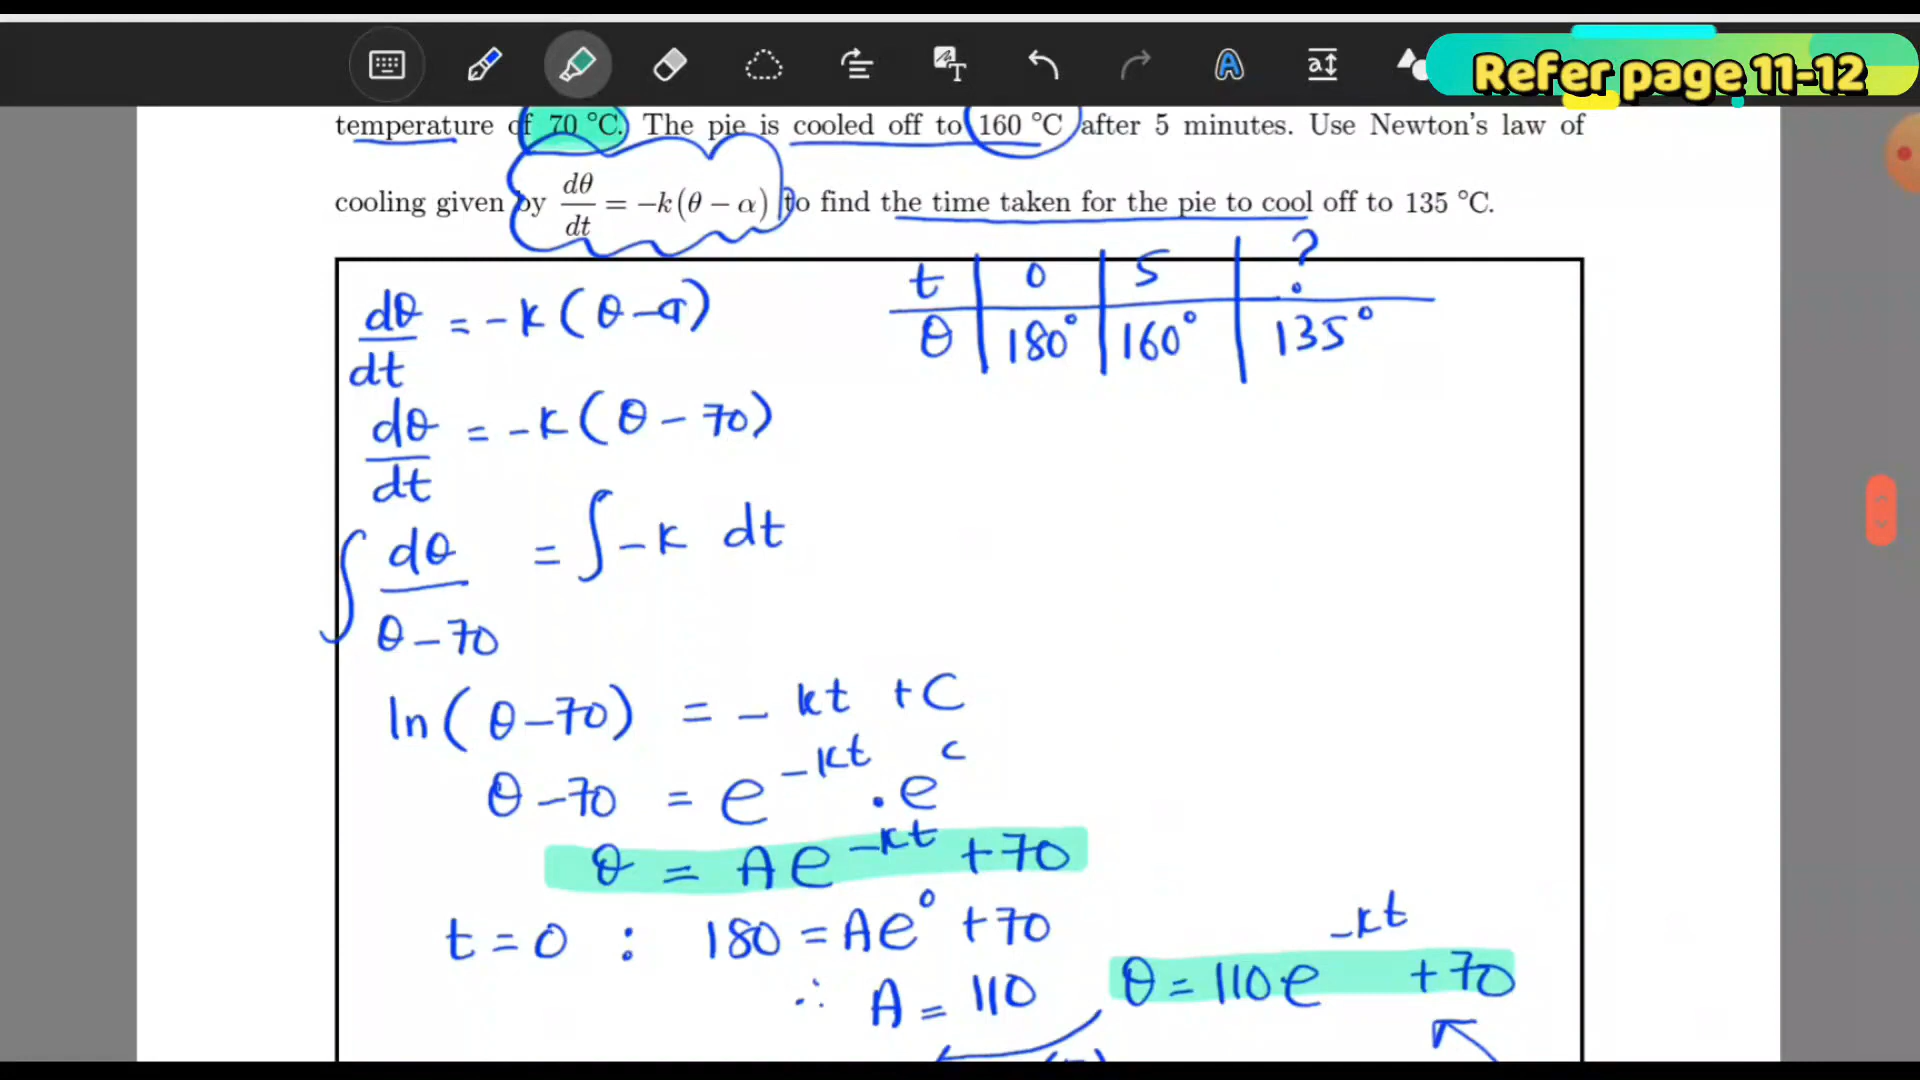 Refer page 11-12
temperature of 70 °C. The pie is cooled off to 160 °C after 5 minutes. Use Newton's law of
cooling given by dθ/dt = −k(θ − α) to find the time taken for the pie to cool off to 135 °C.
t | 0 | 5 | ?
θ | 180° | 160° | 135°
dθ/dt = -k(θ-α)
dθ/dt = -k(θ-70)
∫ dθ/θ-70 = ∫ -k dt
ln(θ-70) = -kt + C
θ-70 = e^-kt . e^c
θ = Ae^-kt + 70
t = 0 : 180 = Ae^0 + 70
∴ A = 110
θ = 110e^-kt + 70